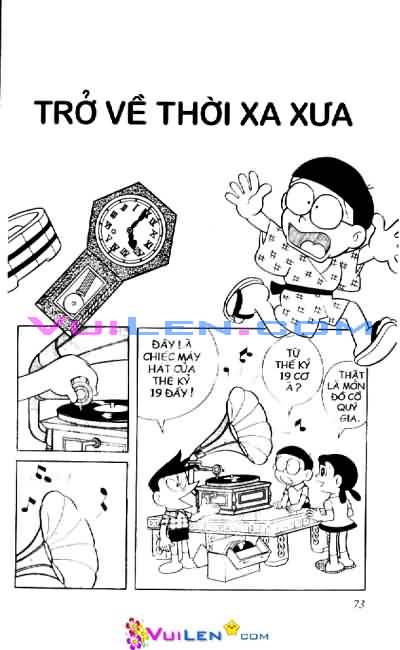 TRỞ VỀ THỜI XA XƯA
VUILEN.COM
ĐÂY LÀ
CHIẾC MÁY
HÁT CỦA
THẾ KỶ
19 ĐẤY!
TỪ
THẾ KỶ
19 CƠ
À?
THẬT
LÀ MÓN
ĐỒ CỔ
QUÝ
GIÁ.
73
VUILEN.COM